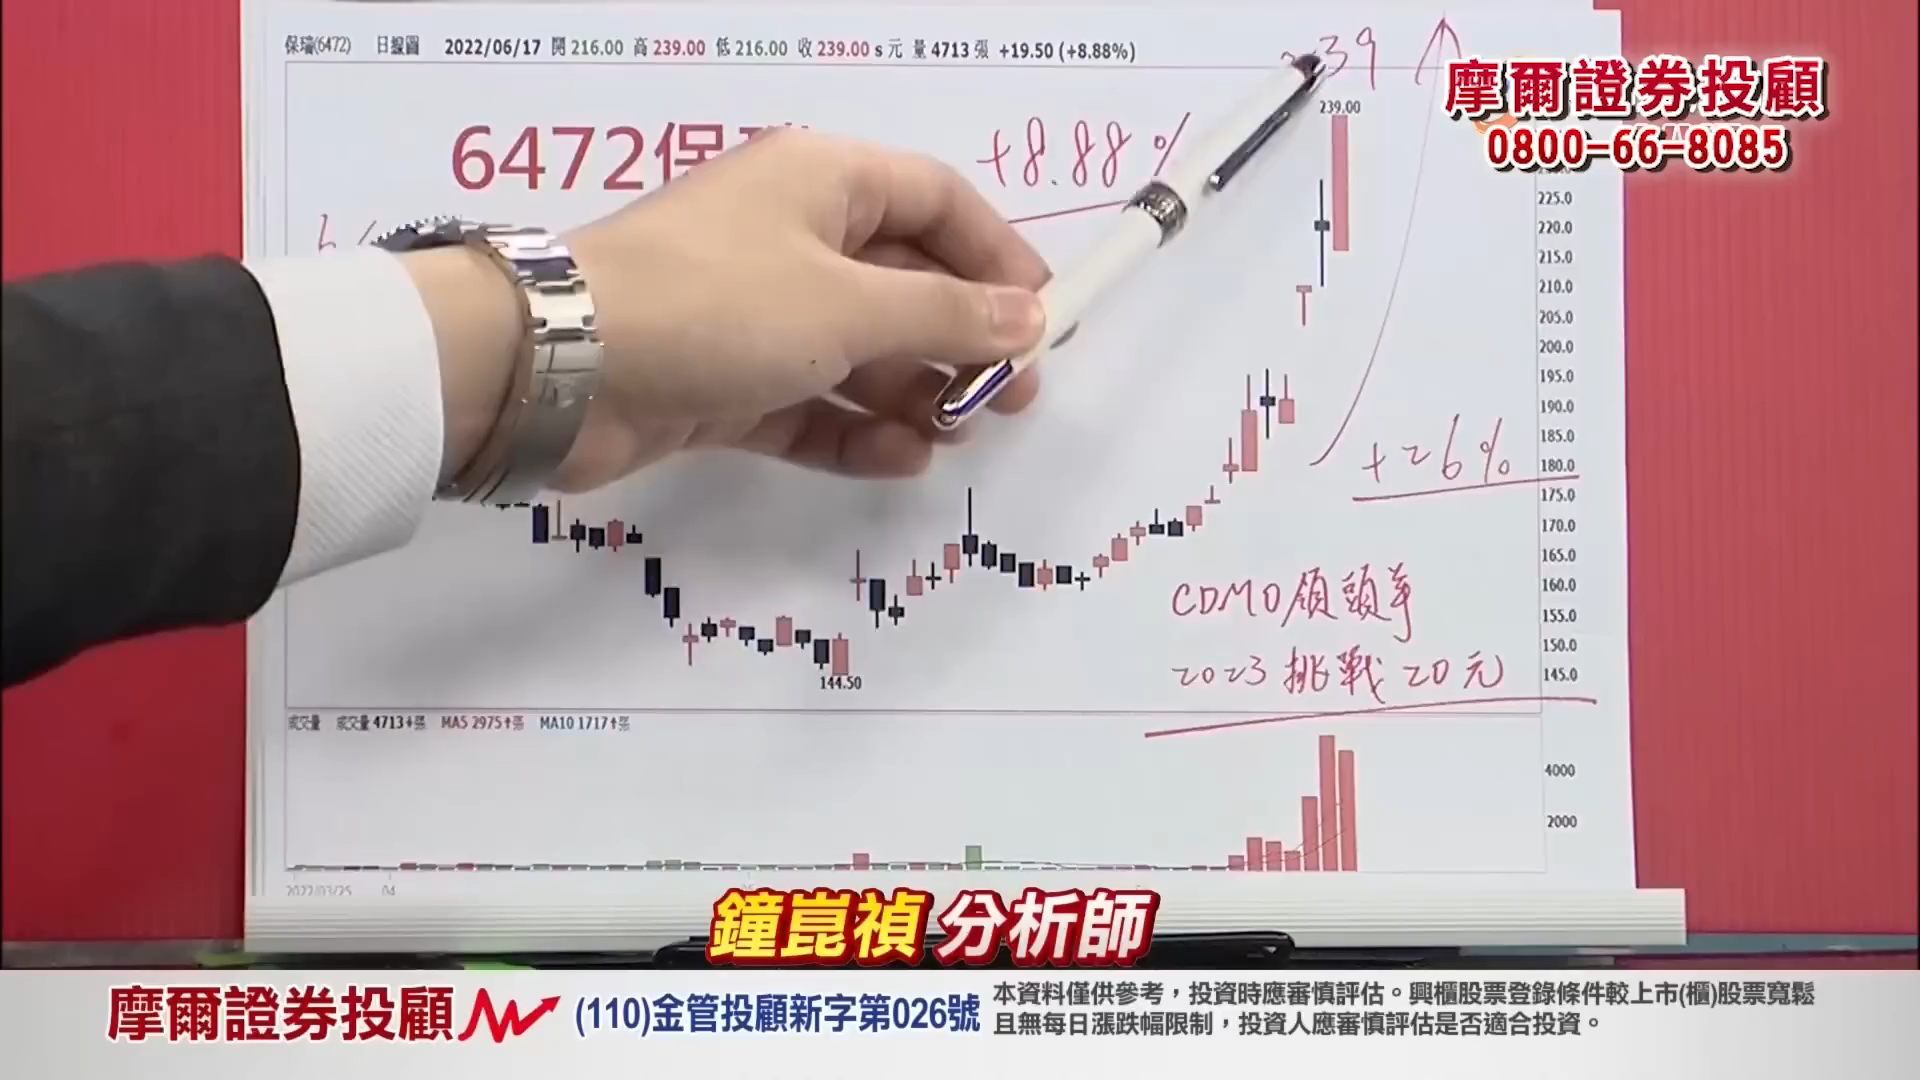 保瑞(6472) 日線圖 2022/06/17 開 216.00 高 239.00 低 216.00 收 239.00 s 元 量 4713 張 +19.50 (+8.88%)
239
摩爾證券投顧
0800-66-8085
239.00
6472保
+8.88%
225.0
220.0
215.0
210.0
205.0
200.0
195.0
190.0
185.0
180.0
175.0
170.0
165.0
160.0
155.0
150.0
145.0
+26%
CDMO領頭羊
2023挑戰20元
144.50
成交量 成交量 4713↓張 MA5 2975↑張 MA10 1717↑張
4000
2000
2022/03/25 04
鐘崑禎 分析師
摩爾證券投顧 (110)金管投顧新字第026號
本資料僅供參考，投資時應審慎評估。興櫃股票登錄條件較上市(櫃)股票寬鬆
且無每日漲跌幅限制，投資人應審慎評估是否適合投資。